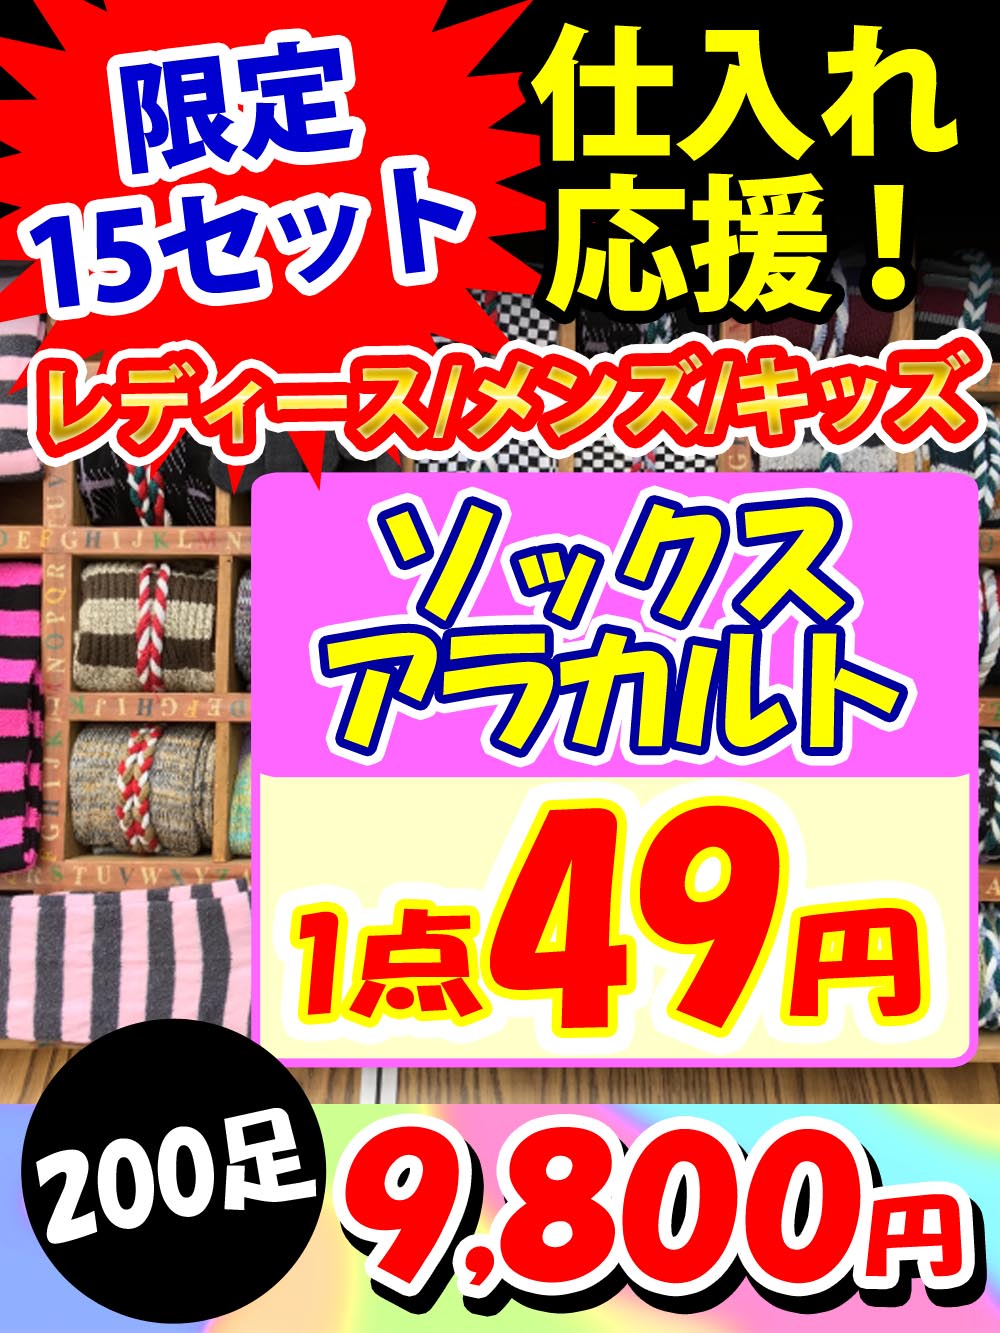 限定
15セット
仕入れ
応援！
レディース/メンズ/キッズ
ソックス
アラカルト
1点49円
200足
9,800円
DEFGHIJKLMN
STUVWXYZ